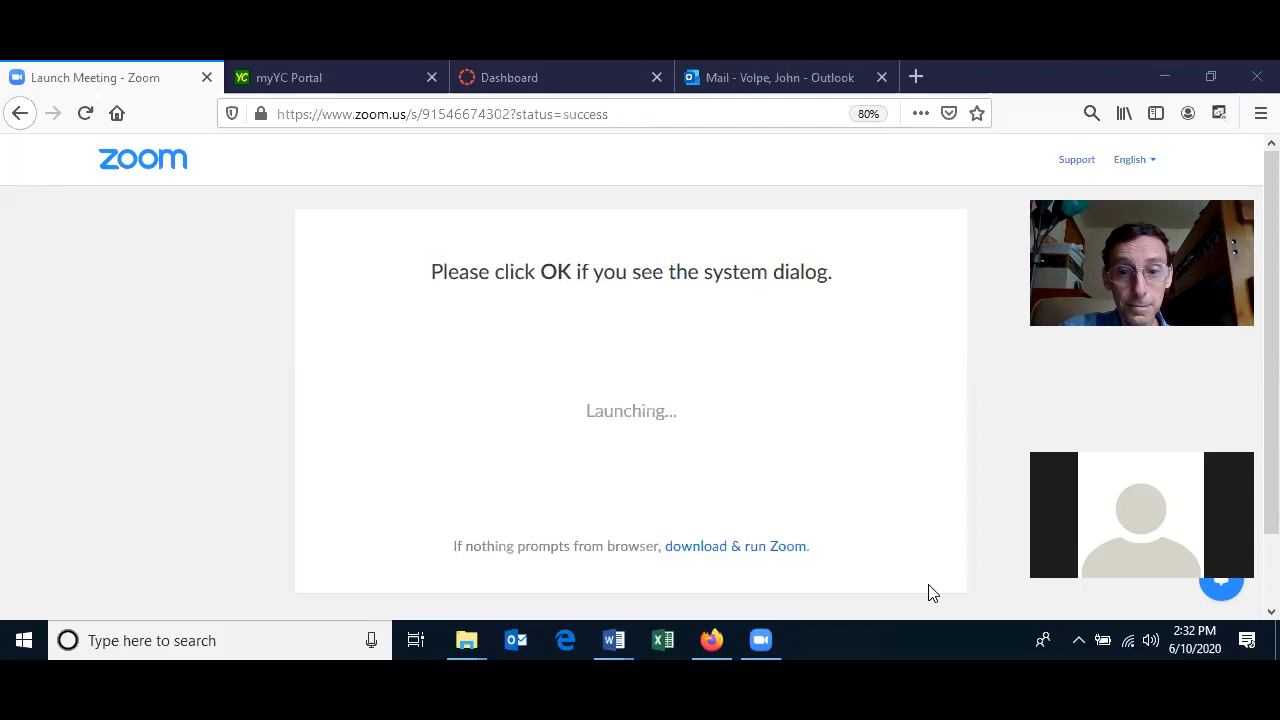 Launch Meeting - Zoom
YC myYC Portal
Dashboard
Mail - Volpe, John - Outlook
https://www.zoom.us/s/91546674302?status=success
80%
zoom
Support
English
Please click OK if you see the system dialog.
Launching...
If nothing prompts from browser, download & run Zoom.
Type here to search
2:32 PM
6/10/2020